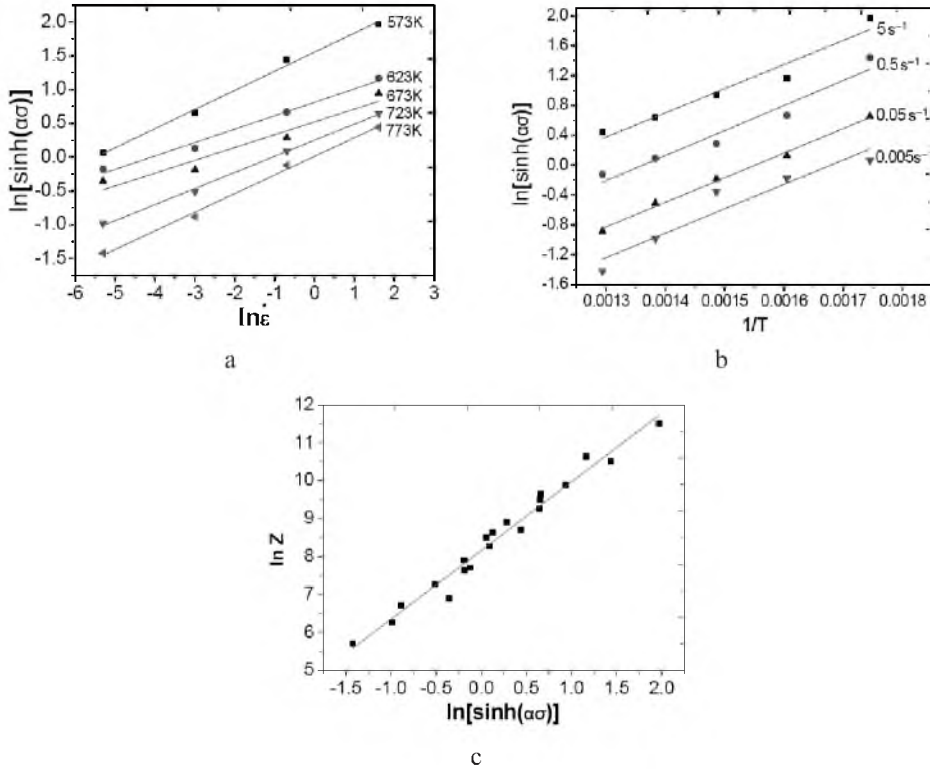 2.0
1.5
1.0
0.5
0.0
-0.5
-1.0
-1.5
ln[sinh(ασ)]
573K
623K
673K
723K
773K
-6 -5 -4 -3 -2 -1 0 1 2 3
lnε̇
a
2.0
1.6
1.2
0.8
0.4
0.0
-0.4
-0.8
-1.2
-1.6
ln[sinh(ασ)]
5 s⁻¹
0.5 s⁻¹
0.05 s⁻¹
0.005s⁻¹
0.0013 0.0014 0.0015 0.0016 0.0017 0.0018
1/T
b
12
11
10
9
8
7
6
5
ln Z
-1.5 -1.0 -0.5 0.0 0.5 1.0 1.5 2.0
ln[sinh(ασ)]
c